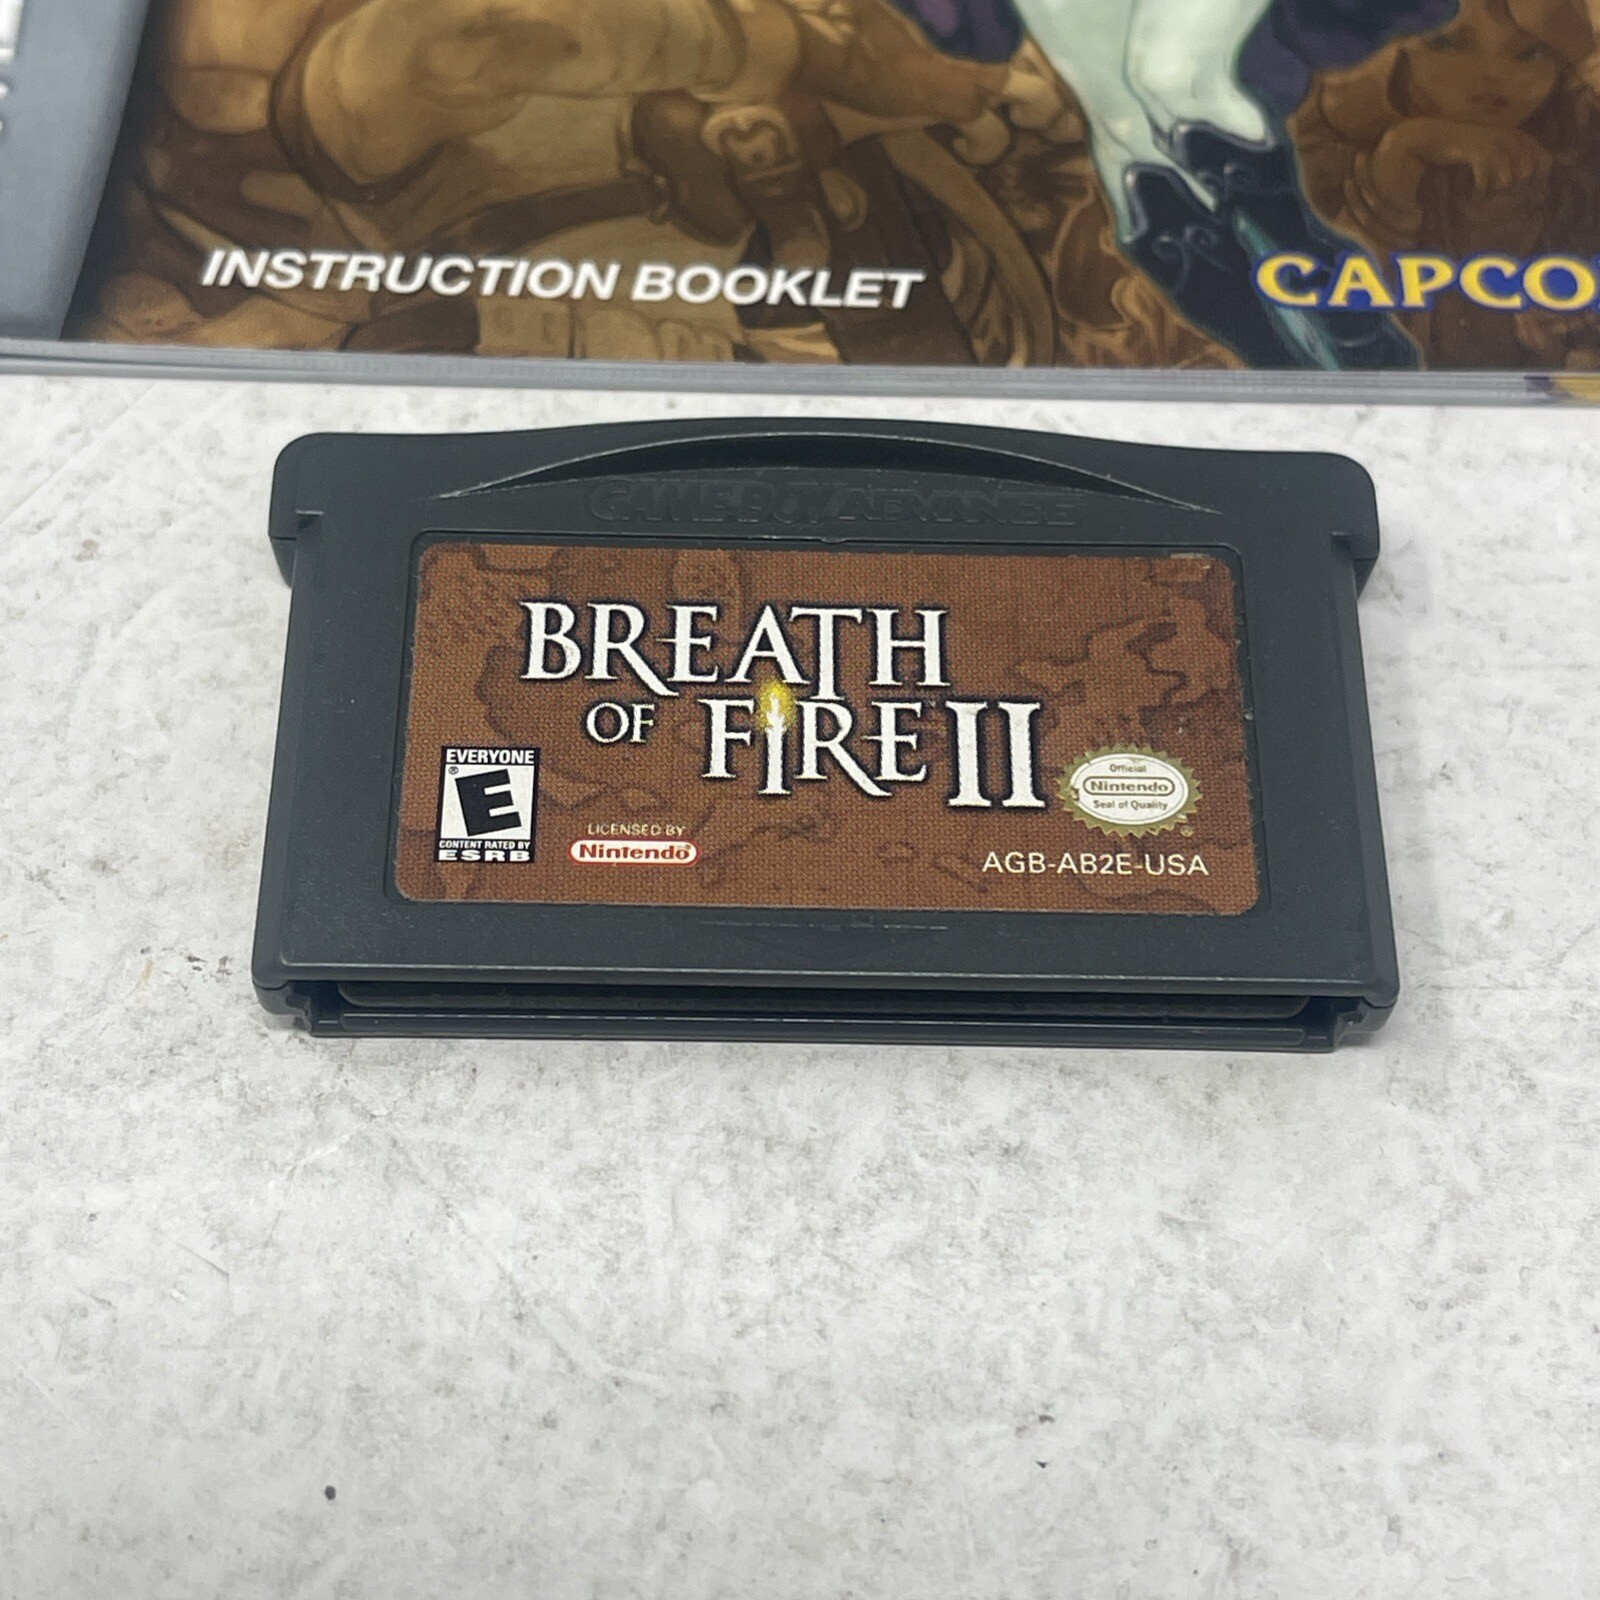 INSTRUCTION BOOKLET
CAPCO
GAME BOY ADVANCE
BREATH
OF FIRE II
EVERYONE
E
CONTENT RATED BY
ESRB
LICENSED BY
Nintendo
Official
Nintendo
Seal of Quality
AGB-AB2E-USA